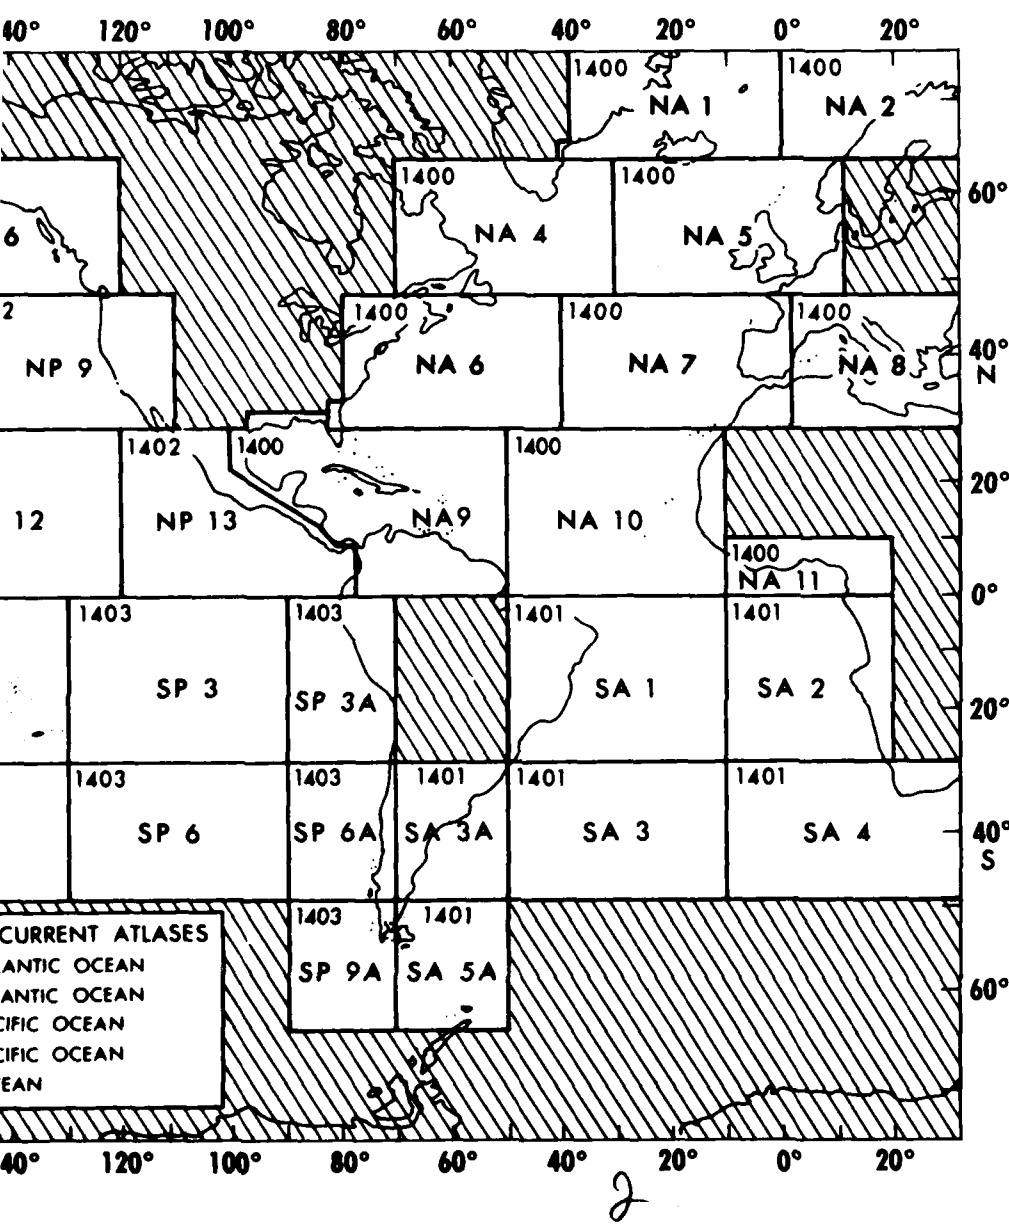 40° 120° 100° 80° 60° 40° 20° 0° 20°
1400 1400
NA 1 NA 2
1400 1400
60°
6 NA 4 NA 5
2 1400 1400 1400
40°
N
NP 9 NA 6 NA 7 NA 8
1402 1400 1400
20°
12 NP 13 NA9 NA 10
1400
NA 11
0°
1403 1403 1401 1401
SP 3 SP 3A SA 1 SA 2
20°
1403 1403 1401 1401 1401
SP 6 SP 6A SA 3A SA 3 SA 4
40°
S
1403 1401
CURRENT ATLASES
ANTIC OCEAN
SP 9A SA 5A
ANTIC OCEAN
60°
CIFIC OCEAN
CIFIC OCEAN
EAN
40° 120° 100° 80° 60° 40° 20° 0° 20°
2